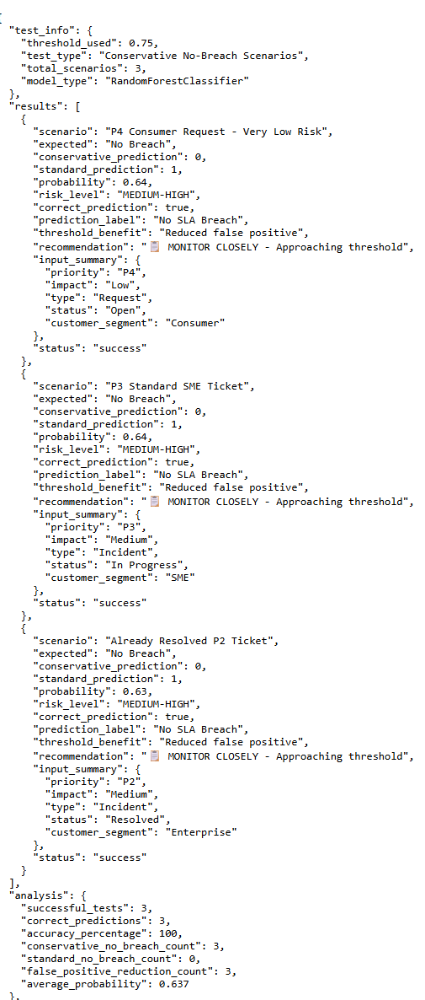 {
"test_info": {
"threshold_used": 0.75,
"test_type": "Conservative No-Breach Scenarios",
"total_scenarios": 3,
"model_type": "RandomForestClassifier"
},
"results": [
{
"scenario": "P4 Consumer Request - Very Low Risk",
"expected": "No Breach",
"conservative_prediction": 0,
"standard_prediction": 1,
"probability": 0.64,
"risk_level": "MEDIUM-HIGH",
"correct_prediction": true,
"prediction_label": "No SLA Breach",
"threshold_benefit": "Reduced false positive",
"recommendation": "📋 MONITOR CLOSELY - Approaching threshold",
"input_summary": {
"priority": "P4",
"impact": "Low",
"type": "Request",
"status": "Open",
"customer_segment": "Consumer"
},
"status": "success"
},
{
"scenario": "P3 Standard SME Ticket",
"expected": "No Breach",
"conservative_prediction": 0,
"standard_prediction": 1,
"probability": 0.64,
"risk_level": "MEDIUM-HIGH",
"correct_prediction": true,
"prediction_label": "No SLA Breach",
"threshold_benefit": "Reduced false positive",
"recommendation": "📋 MONITOR CLOSELY - Approaching threshold",
"input_summary": {
"priority": "P3",
"impact": "Medium",
"type": "Incident",
"status": "In Progress",
"customer_segment": "SME"
},
"status": "success"
},
{
"scenario": "Already Resolved P2 Ticket",
"expected": "No Breach",
"conservative_prediction": 0,
"standard_prediction": 1,
"probability": 0.63,
"risk_level": "MEDIUM-HIGH",
"correct_prediction": true,
"prediction_label": "No SLA Breach",
"threshold_benefit": "Reduced false positive",
"recommendation": "📋 MONITOR CLOSELY - Approaching threshold",
"input_summary": {
"priority": "P2",
"impact": "Medium",
"type": "Incident",
"status": "Resolved",
"customer_segment": "Enterprise"
},
"status": "success"
}
],
"analysis": {
"successful_tests": 3,
"correct_predictions": 3,
"accuracy_percentage": 100,
"conservative_no_breach_count": 3,
"standard_no_breach_count": 0,
"false_positive_reduction_count": 3,
"average_probability": 0.637
},